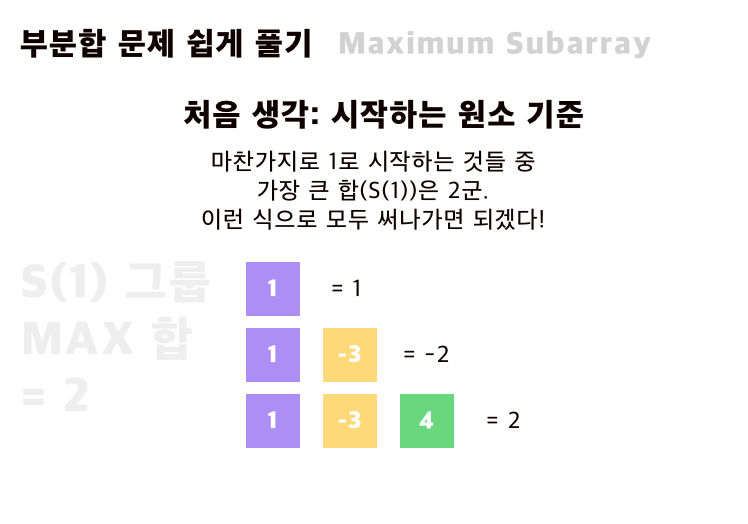 부분합 문제 쉽게 풀기 Maximum Subarray
처음 생각: 시작하는 원소 기준
마찬가지로 1로 시작하는 것들 중
가장 큰 합(S(1))은 2군.
이런 식으로 모두 써나가면 되겠다!
S(1) 그룹
MAX 합
= 2
1 = 1
1 -3 = -2
1 -3 4 = 2